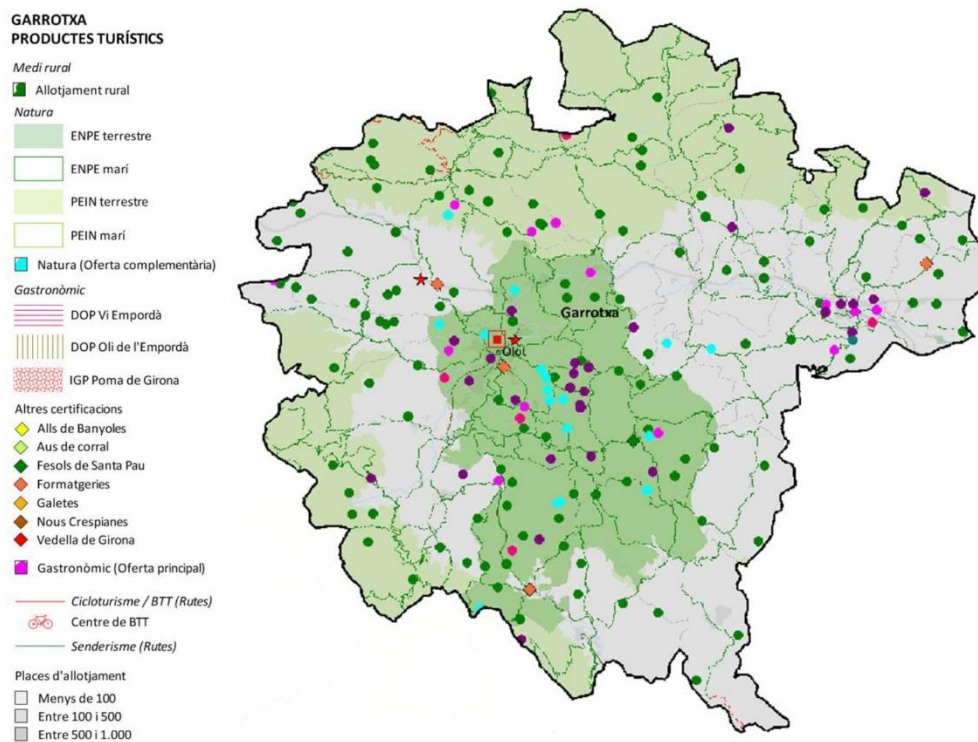 GARROTXA
PRODUCTES TURÍSTICS
Medi rural
Allotjament rural
Natura
ENPE terrestre
ENPE marí
PEIN terrestre
PEIN marí
Natura (Oferta complementària)
Gastronòmic
DOP Vi Empordà
DOP Oli de l'Empordà
IGP Poma de Girona
Altres certificacions
Alls de Banyoles
Aus de corral
Fesols de Santa Pau
Formatgeries
Galetes
Nous Crespianes
Vedella de Girona
Gastronòmic (Oferta principal)
Cicloturisme / BTT (Rutes)
Centre de BTT
Senderisme (Rutes)
Places d'allotjament
Menys de 100
Entre 100 i 500
Entre 500 i 1.000
Garrotxa
Olot